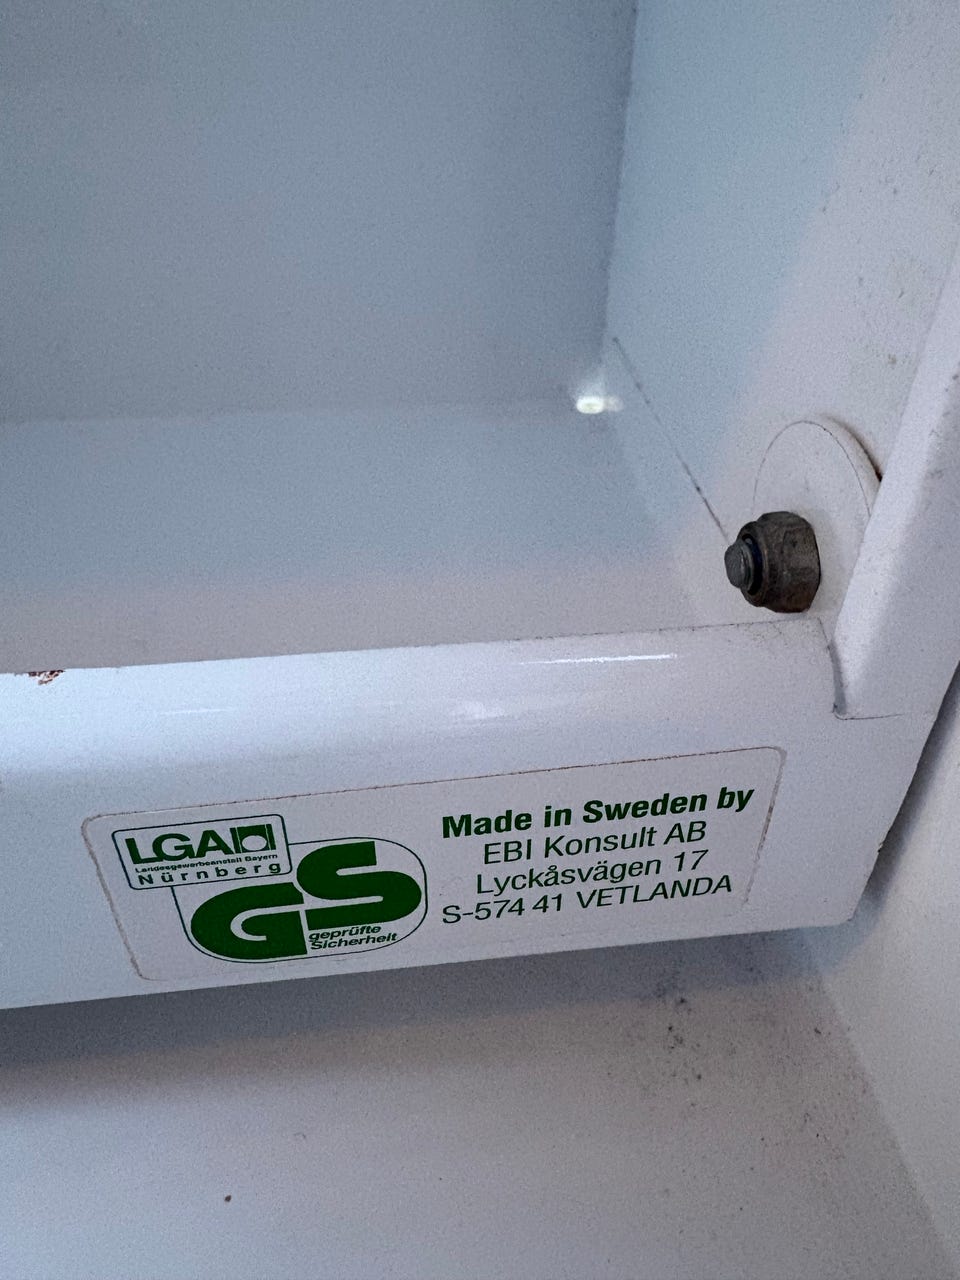 LGA
Landesgewerbeanstalt Bayern
Nürnberg
GS
geprüfte
Sicherheit
Made in Sweden by
EBI Konsult AB
Lyckåsvägen 17
S-574 41 VETLANDA